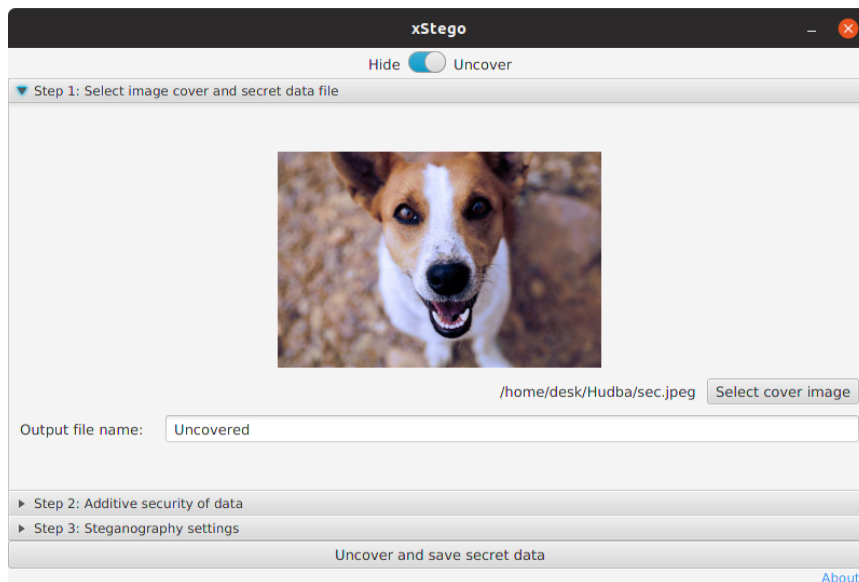 xStego
Hide Uncover
Step 1: Select image cover and secret data file
/home/desk/Hudba/sec.jpeg Select cover image
Output file name: Uncovered
Step 2: Additive security of data
Step 3: Steganography settings
Uncover and save secret data
About